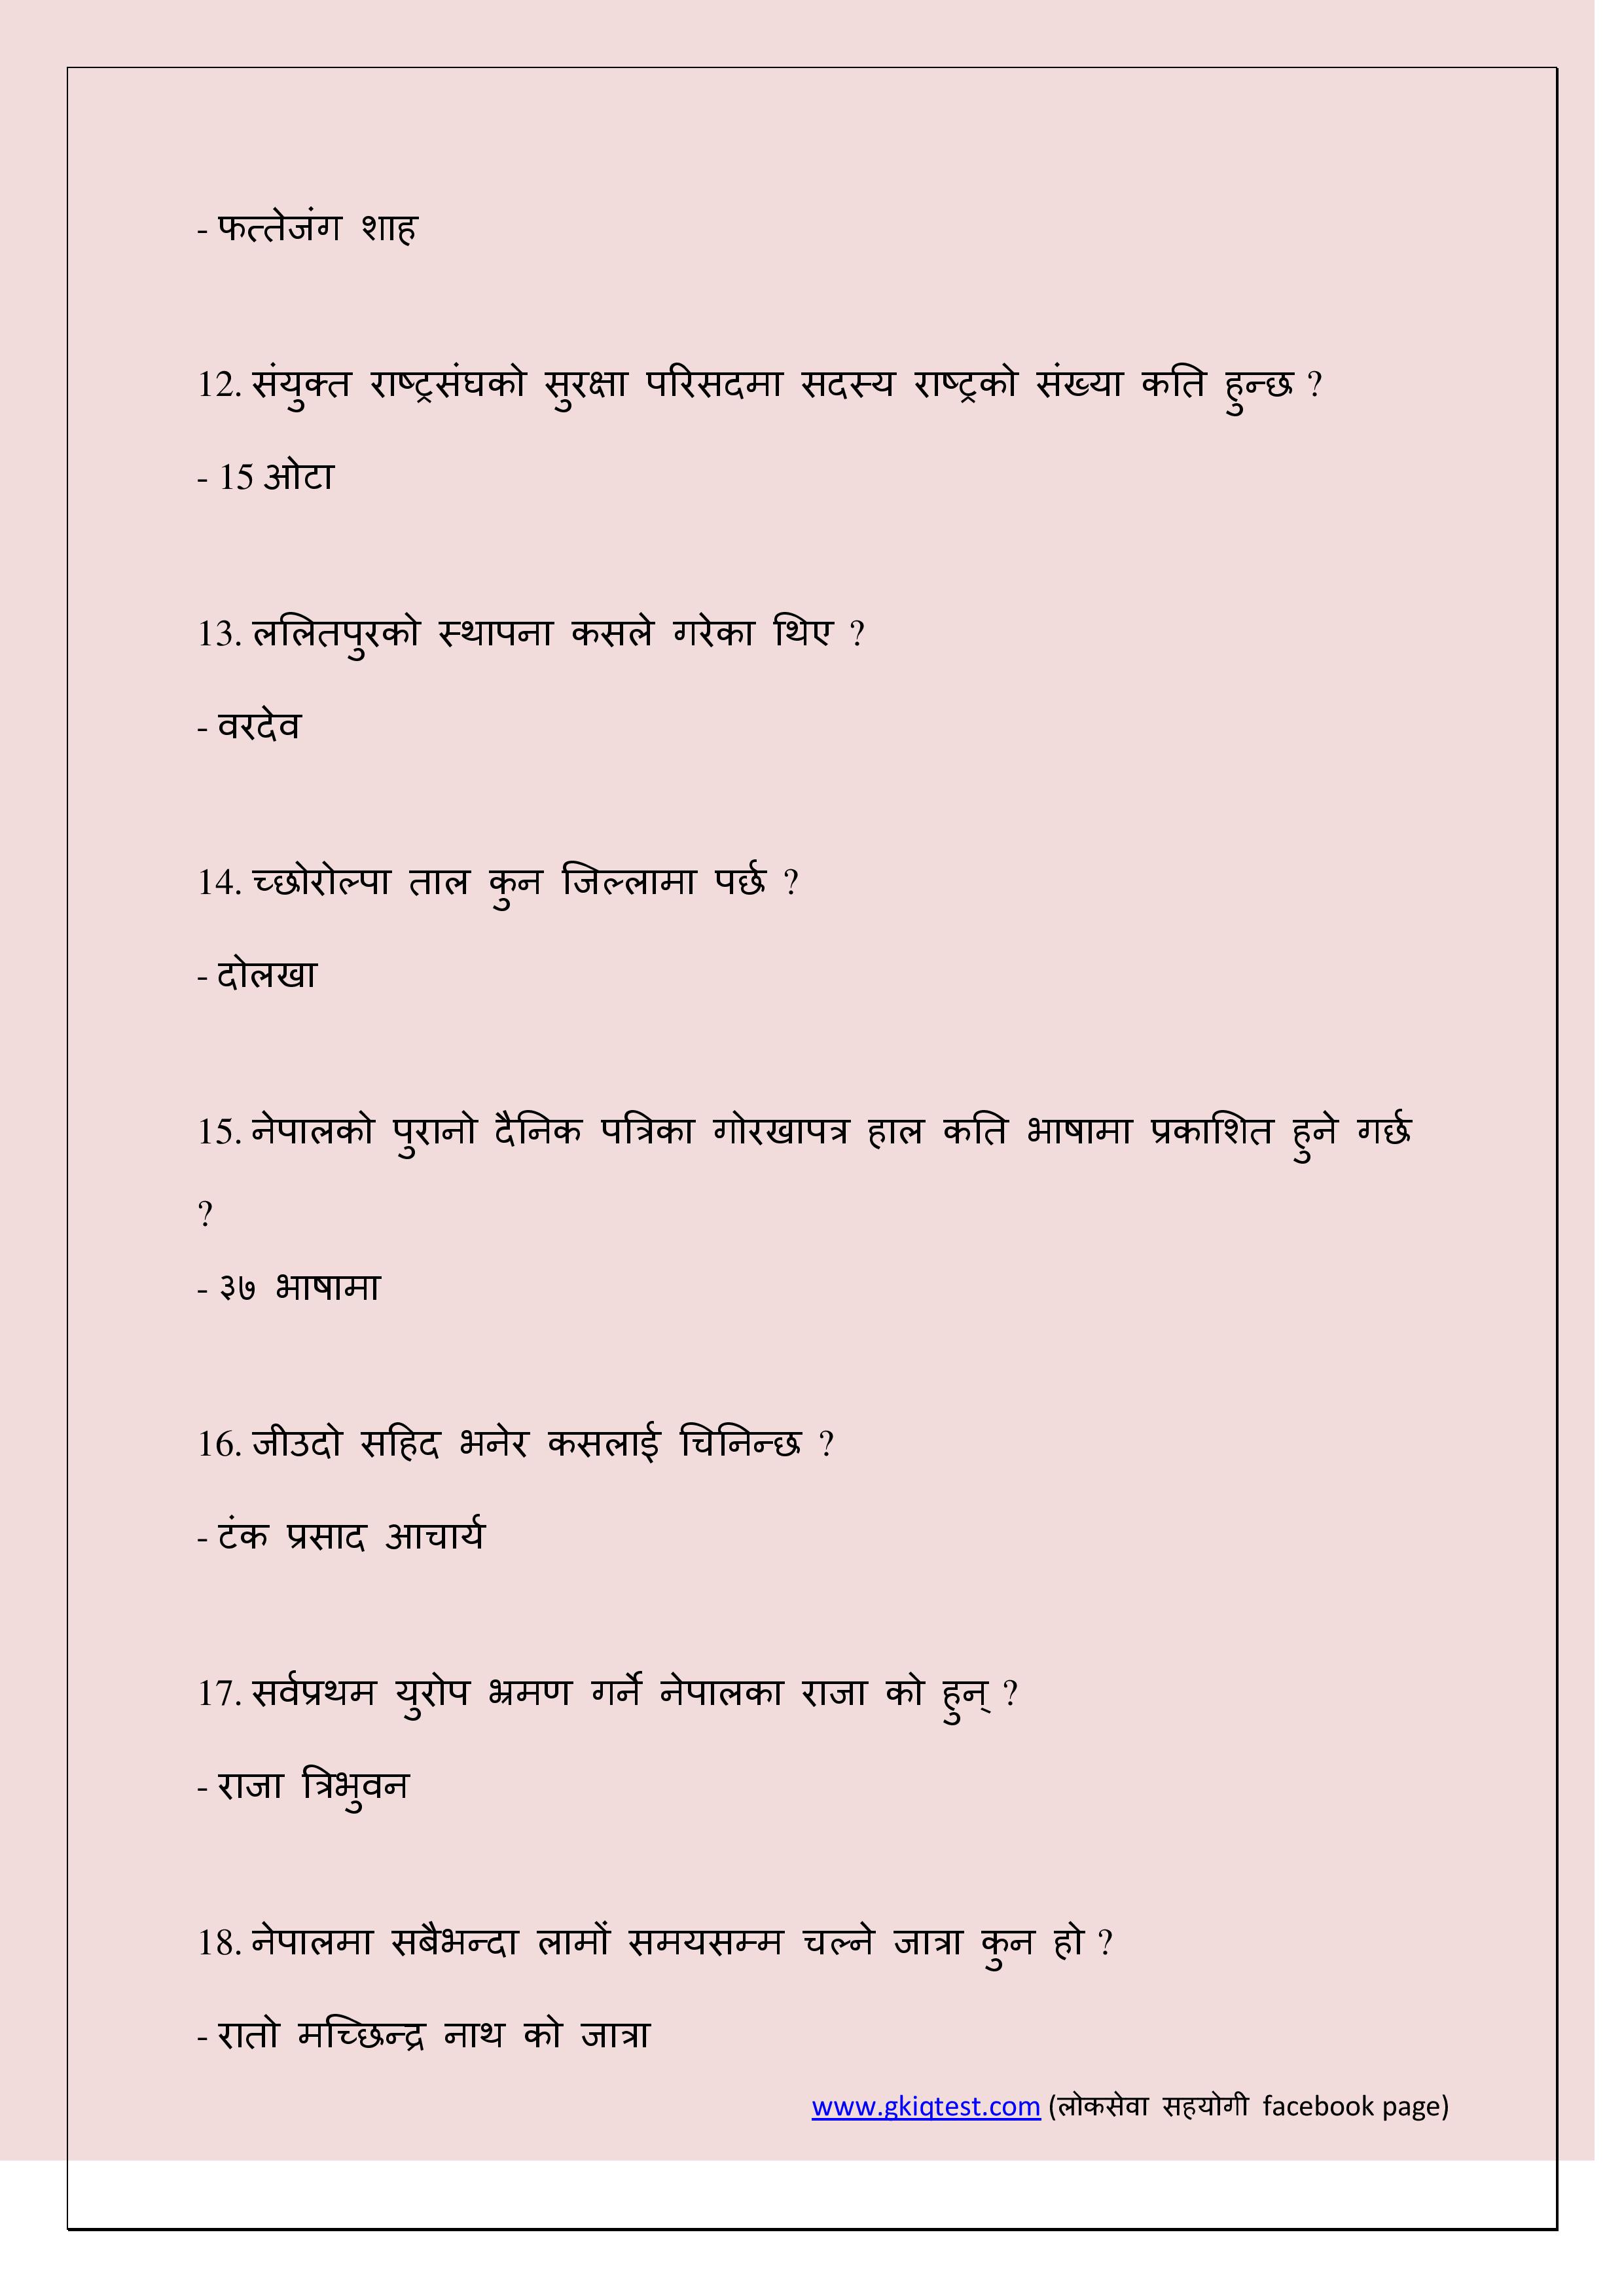 - फत्तेजंग शाह
12. संयुक्त राष्ट्रसंघको सुरक्षा परिसदमा सदस्य राष्ट्रको संख्या कति हुन्छ ?
- 15 ओटा
13. ललितपुरको स्थापना कसले गरेका थिए ?
- वरदेव
14. च्छोरोल्पा ताल कुन जिल्लामा पर्छ ?
- दोलखा
15. नेपालको पुरानो दैनिक पत्रिका गोरखापत्र हाल कति भाषामा प्रकाशित हुने गर्छ
?
- ३७ भाषामा
16. जीउदो सहिद भनेर कसलाई चिनिन्छ ?
- टंक प्रसाद आचार्य
17. सर्वप्रथम युरोप भ्रमण गर्ने नेपालका राजा को हुन् ?
- राजा त्रिभुवन
18. नेपालमा सबैभन्दा लामों समयसम्म चल्ने जात्रा कुन हो ?
- रातो मच्छिन्द्र नाथ को जात्रा
www.gkiqtest.com (लोकसेवा सहयोगी facebook page)